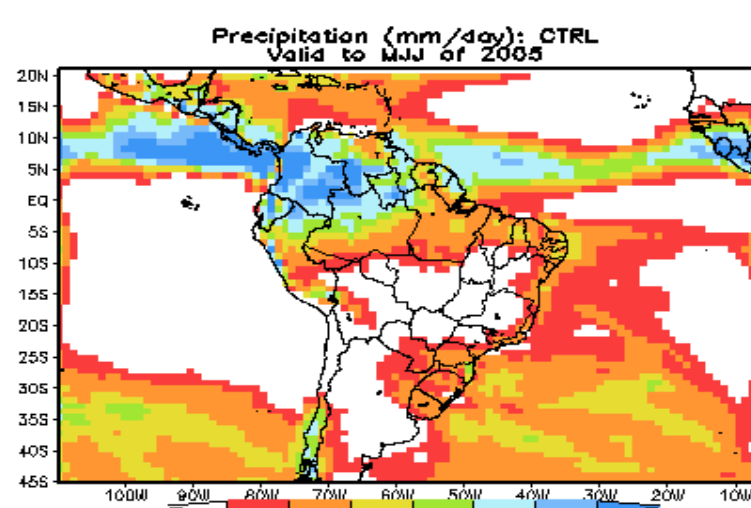 Precipitation (mm/day): CTRL
Valid to MJJ of 2005
20N
15N
10N
5N
EQ
5S
10S
15S
20S
25S
30S
35S
40S
45S
100W 90W 80W 70W 60W 50W 40W 30W 20W 10W